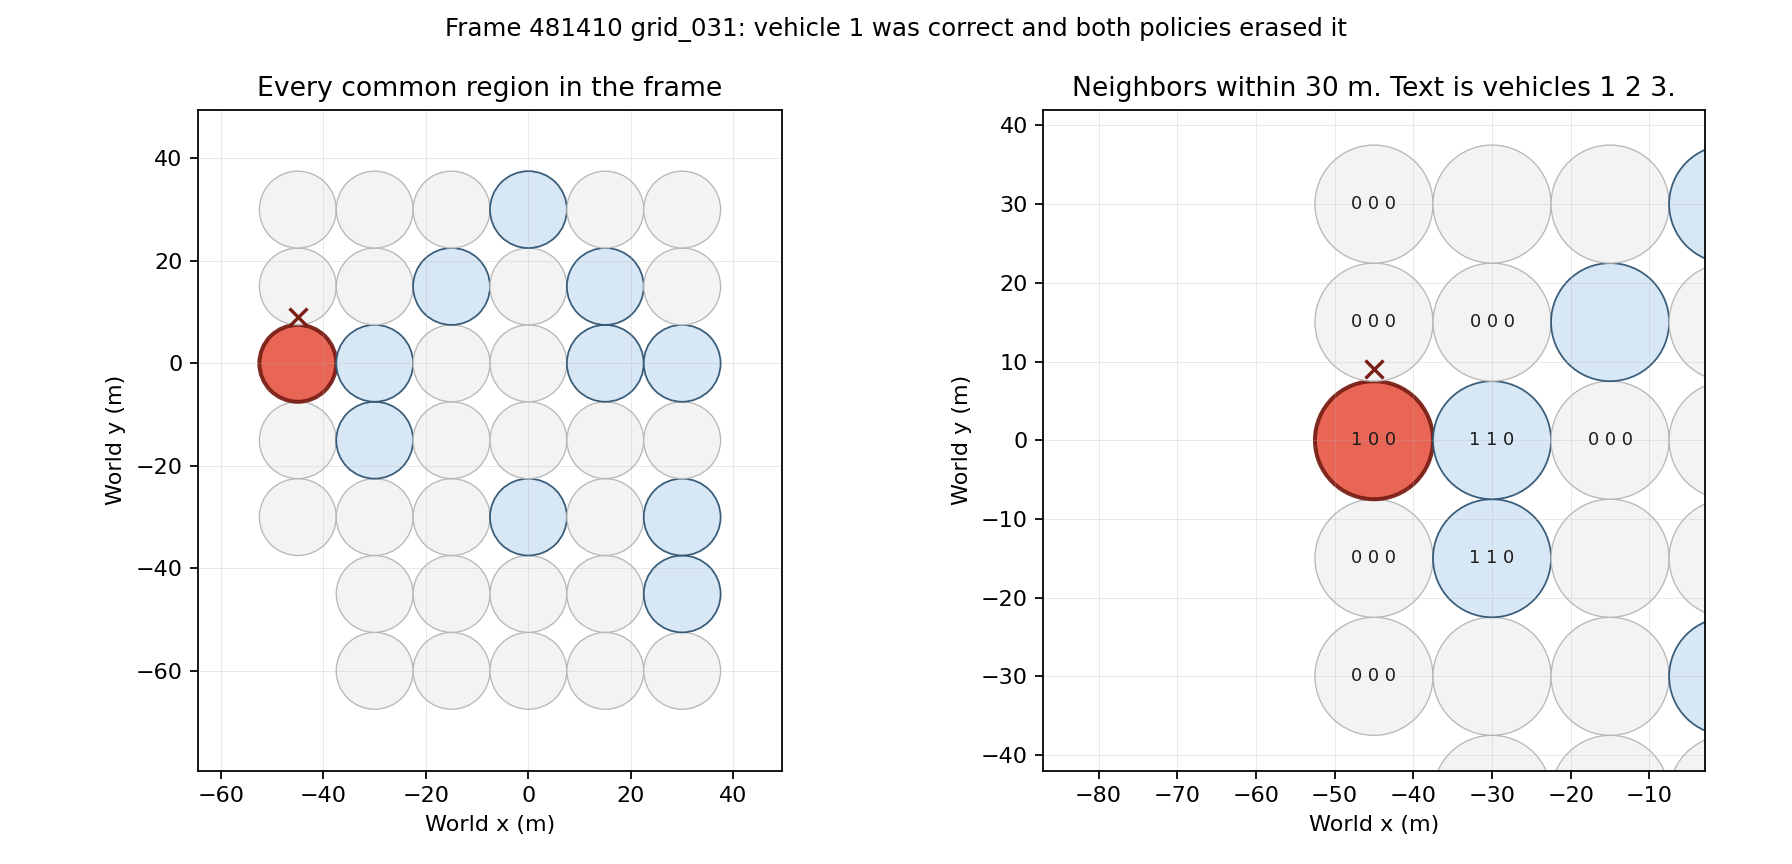 Frame 481410 grid_031: vehicle 1 was correct and both policies erased it
Every common region in the frame
40
20
0
−20
−40
−60
World y (m)
−60 −40 −20 0 20 40
World x (m)
Neighbors within 30 m. Text is vehicles 1 2 3.
40
30
20
10
0
−10
−20
−30
−40
World y (m)
0 0 0
0 0 0 0 0 0
1 0 0 1 1 0 0 0 0
0 0 0 1 1 0
0 0 0
−80 −70 −60 −50 −40 −30 −20 −10
World x (m)